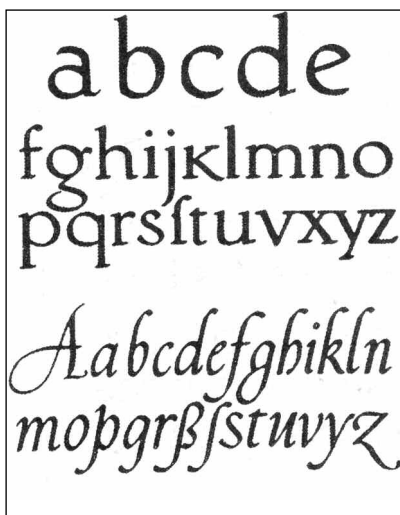 abcde
fghijklmno
pqrsſtuvxyz
Aabcdefghikln
mopqrßſstuvyz